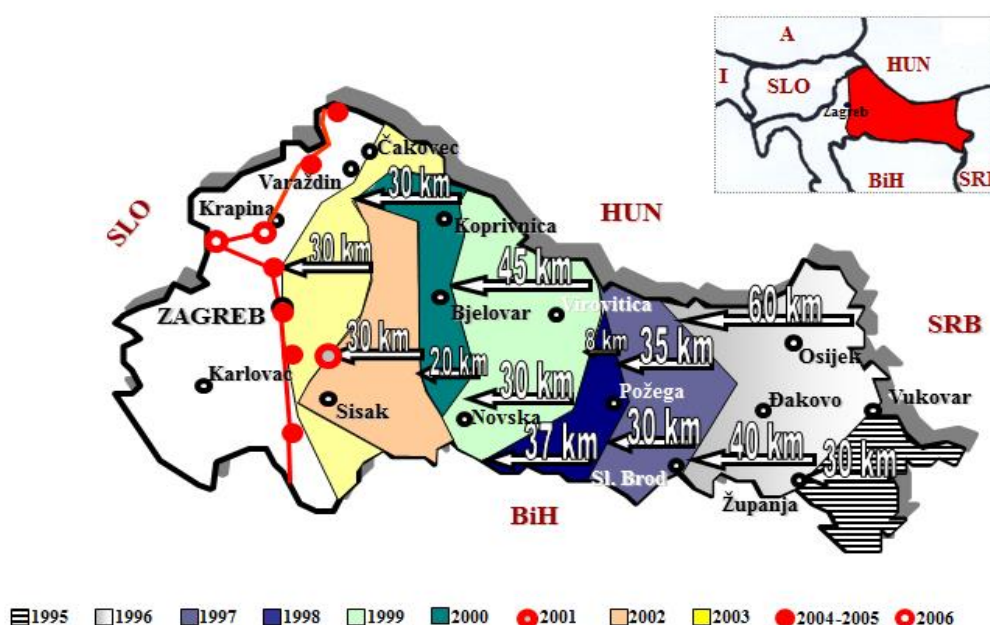 A
HUN
I
SLO
Zagreb
BiH
SRB
Čakovec
Varaždin
30 km
Krapina
SLO
Koprivnica
HUN
30 km
45 km
ZAGREB
Bjelovar
Virovitica
60 km
SRB
30 km
8 km
35 km
Osijek
20 km
Karlovac
30 km
Požega
Đakovo
Vukovar
Sisak
Novska
37 km
30 km
40 km
30 km
Sl. Brod
Županja
BiH
1995 1996 1997 1998 1999 2000 2001 2002 2003 2004-2005 2006